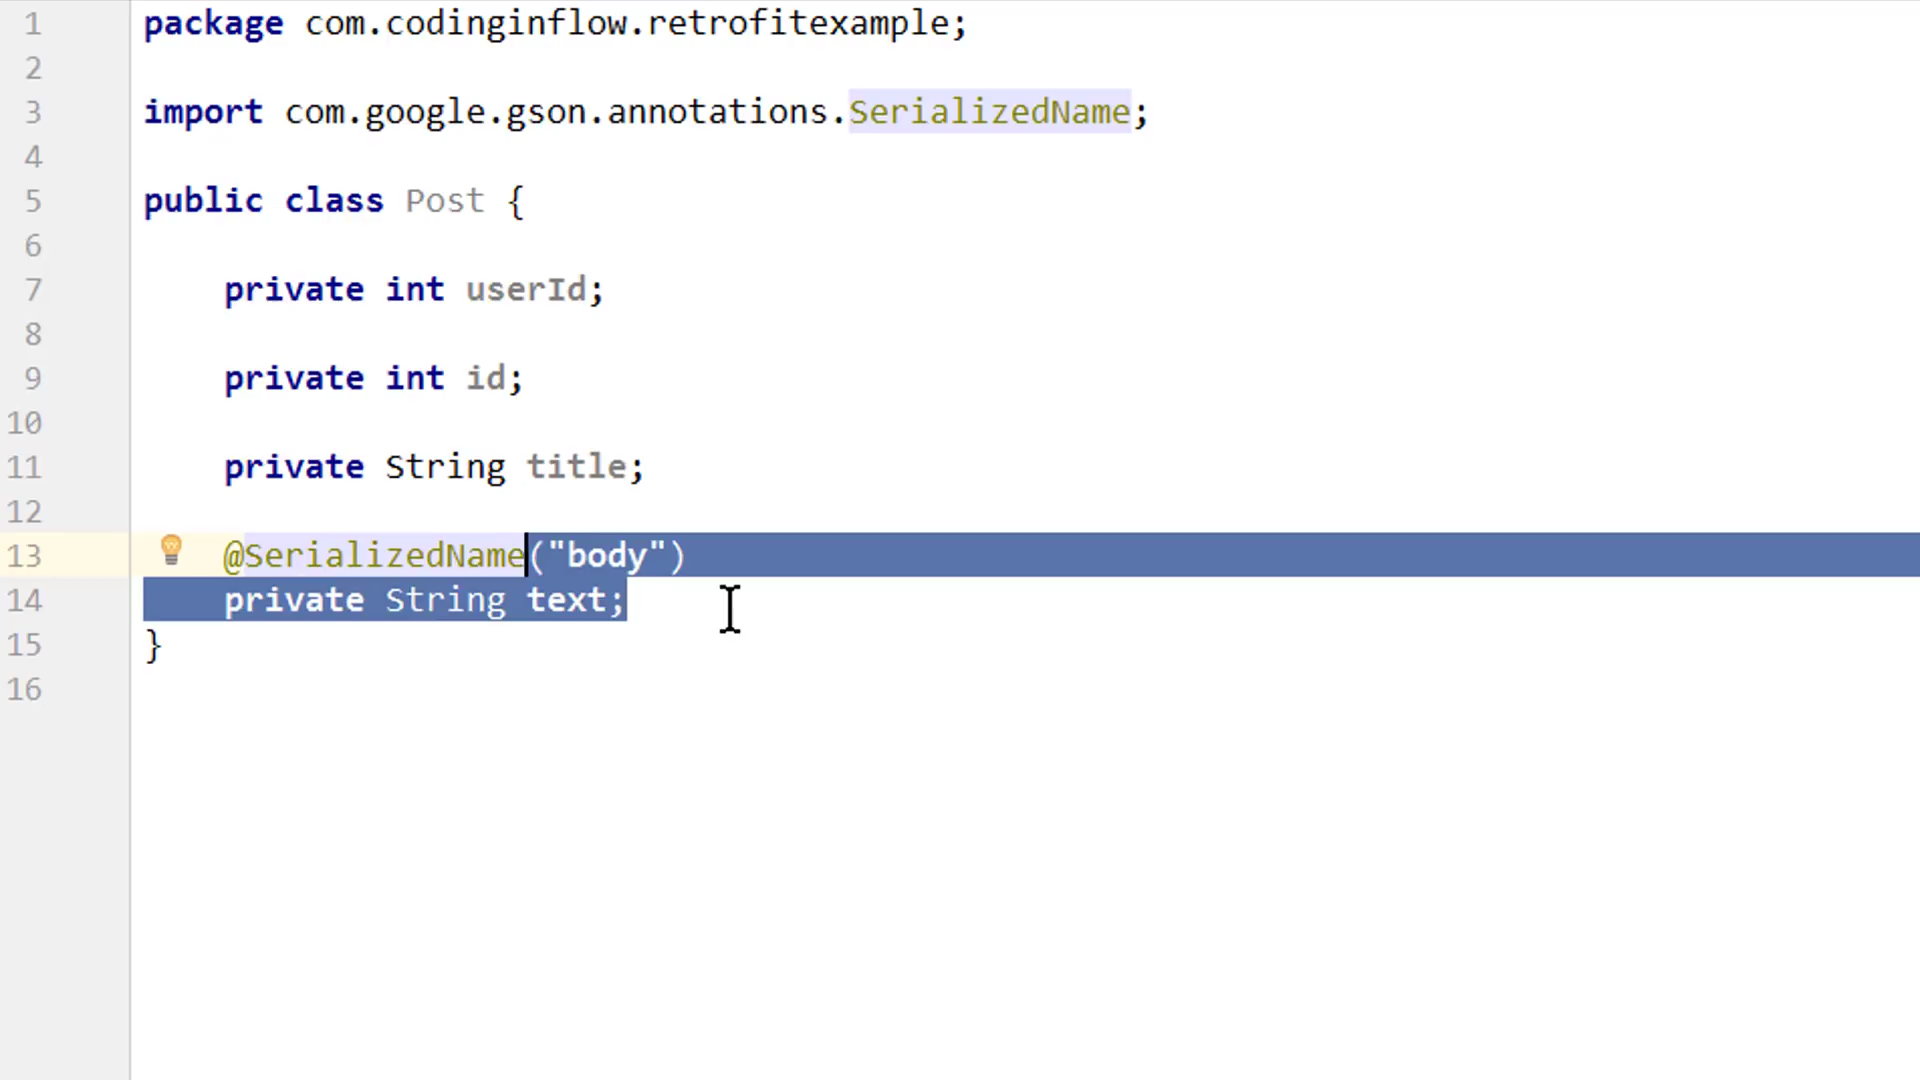 1 package com.codinginflow.retrofitexample;
2
3 import com.google.gson.annotations.SerializedName;
4
5 public class Post {
6
7 private int userId;
8
9 private int id;
10
11 private String title;
12
13 @SerializedName("body")
14 private String text;
15 }
16